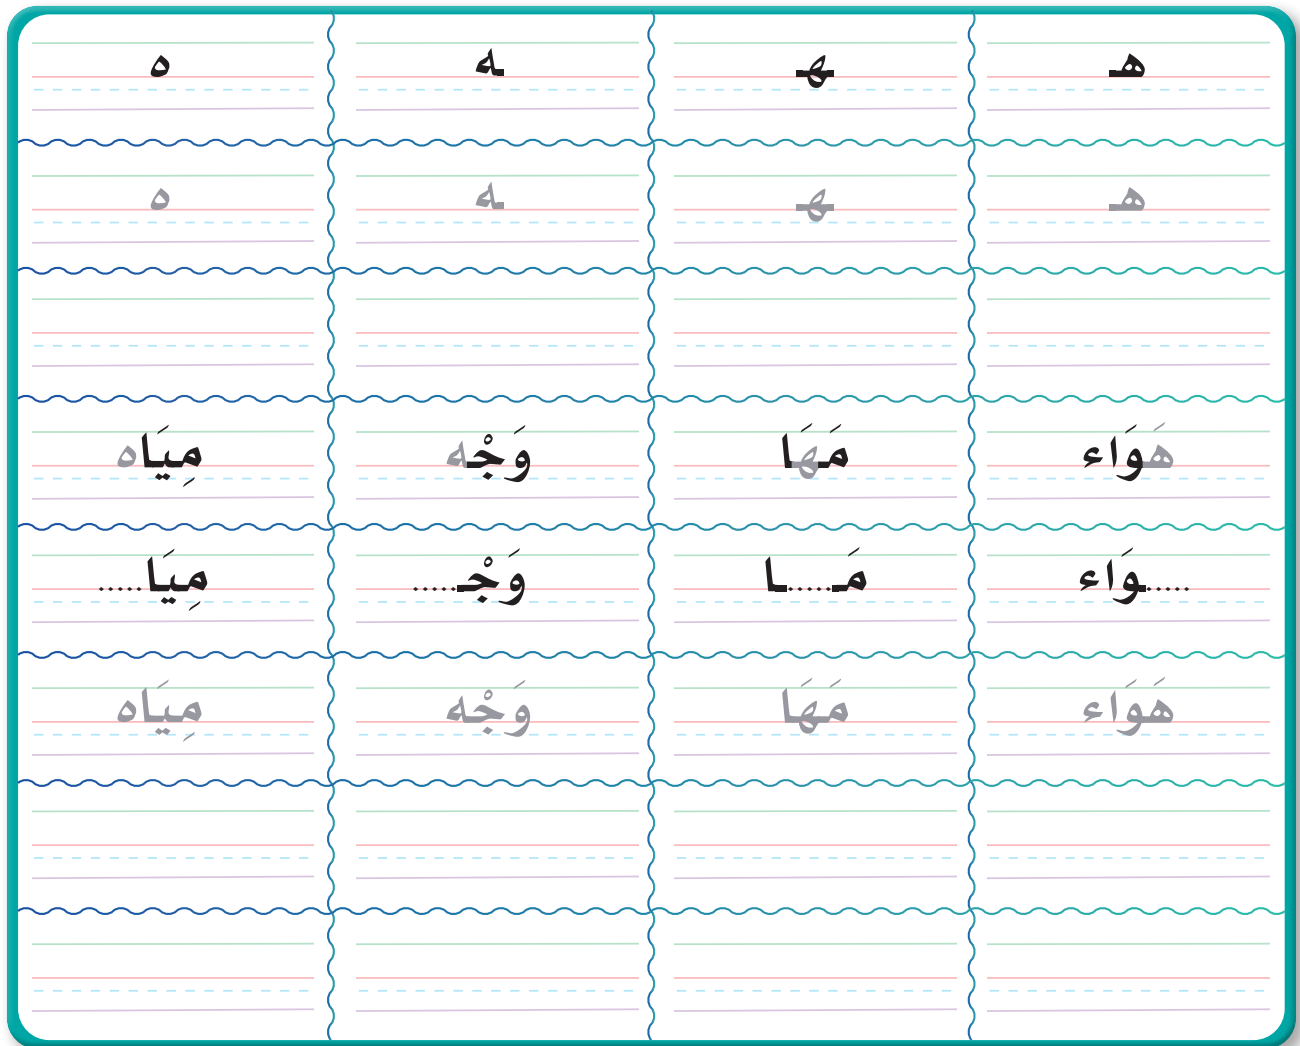 هـ ـهـ ـه ه
هـ ـهـ ـه ه
هَوَاء مَهَا وَجْه مِيَاه
.....ـوَاء مَـ.....ـا وَجْـ..... مِيَا.....
هَوَاء مَهَا وَجْه مِيَاه